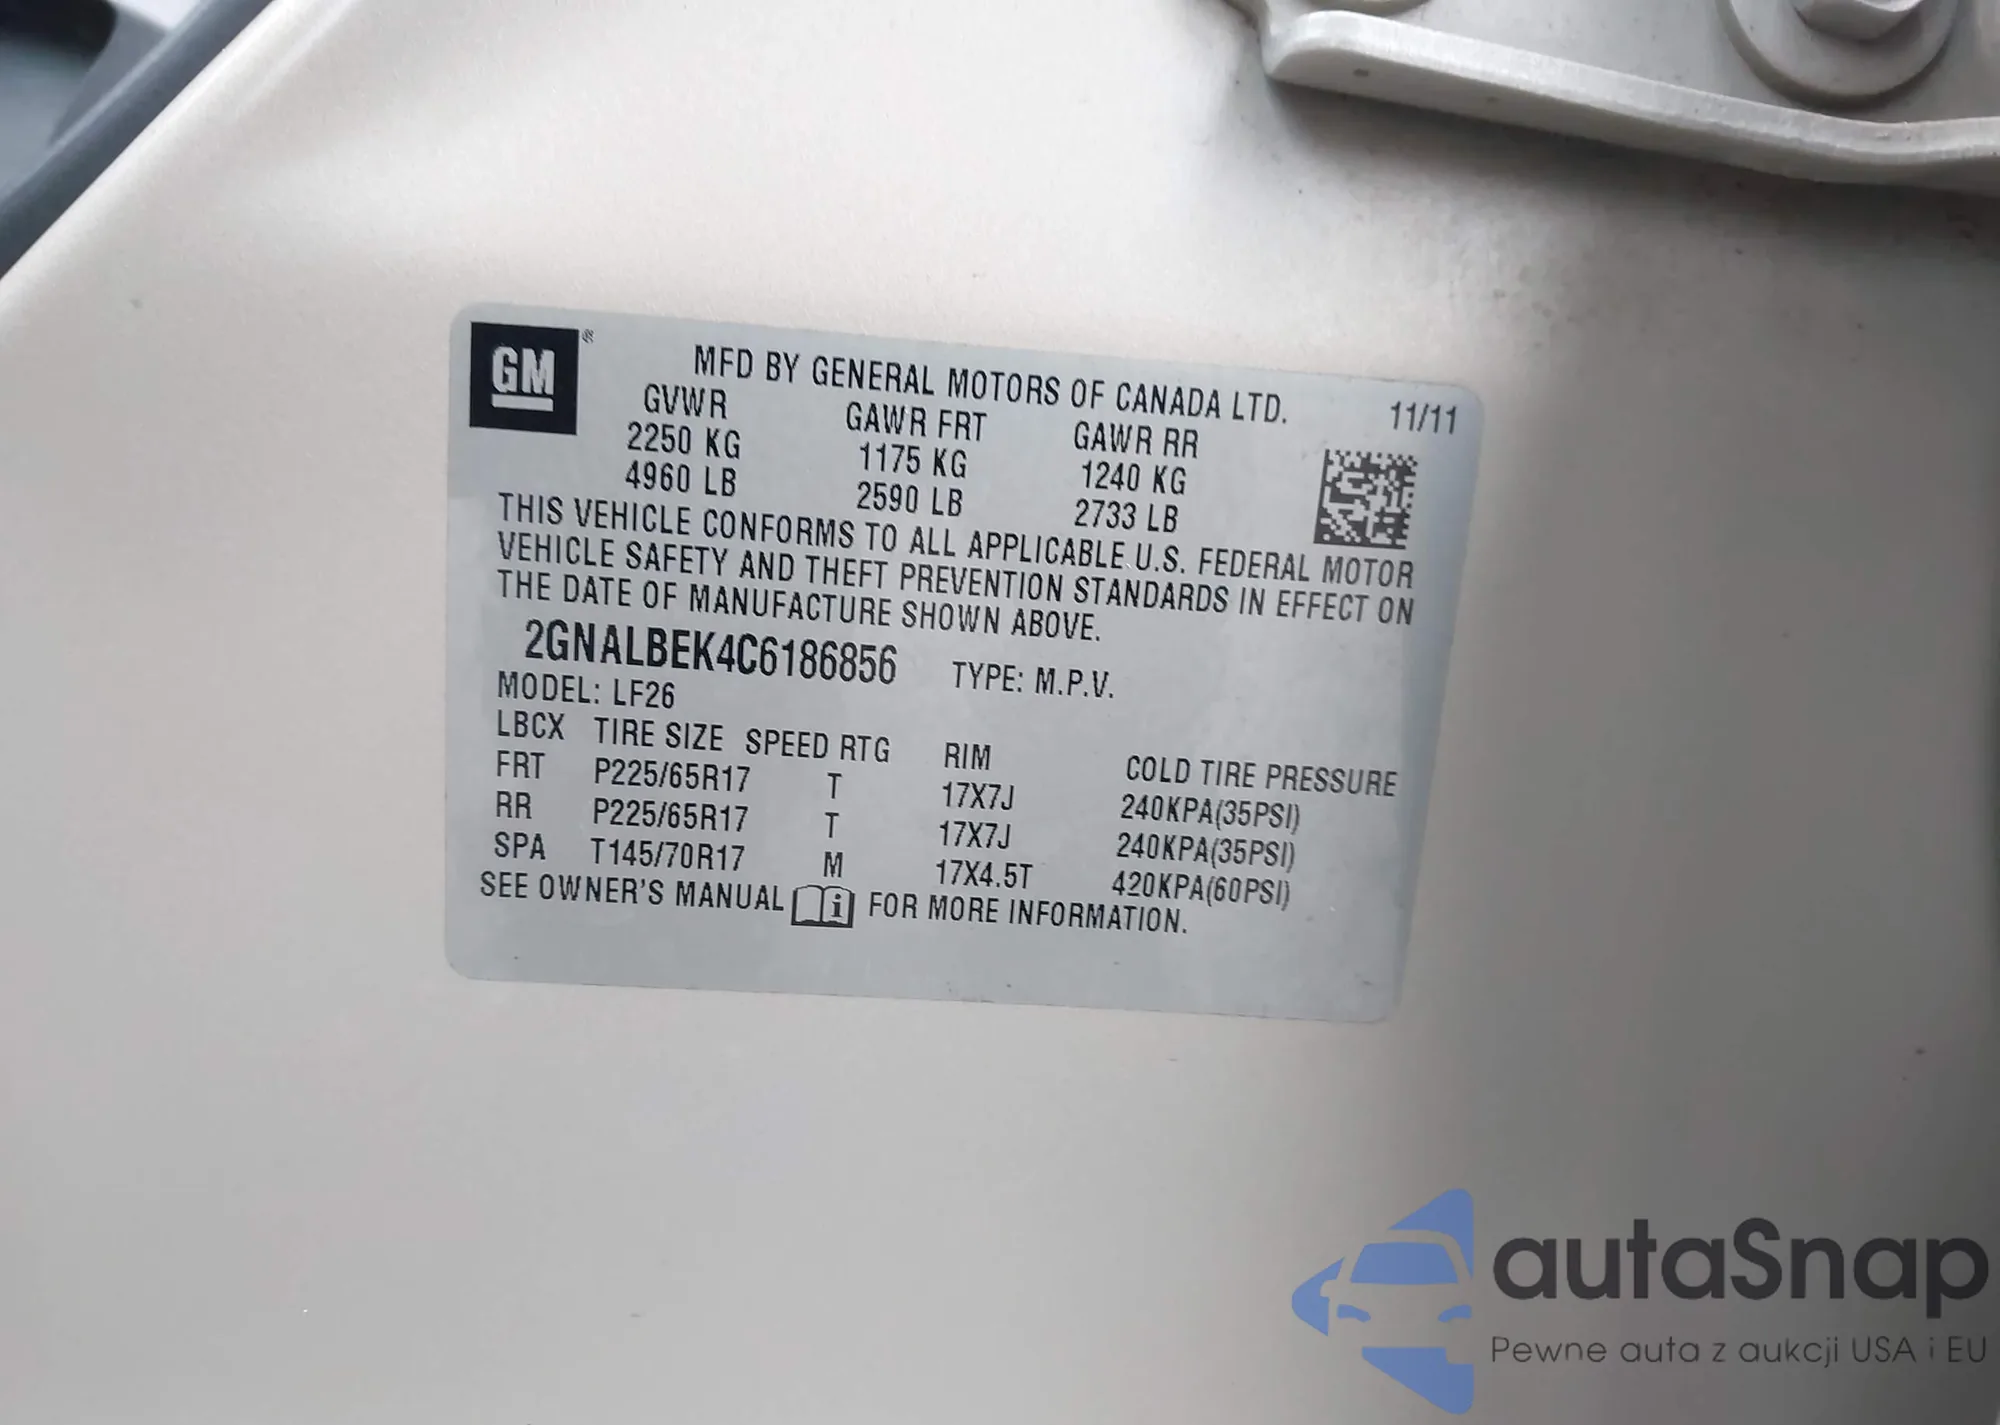 GM ®
MFD BY GENERAL MOTORS OF CANADA LTD. 11/11
GVWR GAWR FRT GAWR RR
2250 KG 1175 KG 1240 KG
4960 LB 2590 LB 2733 LB
THIS VEHICLE CONFORMS TO ALL APPLICABLE U.S. FEDERAL MOTOR
VEHICLE SAFETY AND THEFT PREVENTION STANDARDS IN EFFECT ON
THE DATE OF MANUFACTURE SHOWN ABOVE.
2GNALBEK4C6186856 TYPE: M.P.V.
MODEL: LF26
LBCX TIRE SIZE SPEED RTG RIM COLD TIRE PRESSURE
FRT P225/65R17 T 17X7J 240KPA(35PSI)
RR P225/65R17 T 17X7J 240KPA(35PSI)
SPA T145/70R17 M 17X4.5T 420KPA(60PSI)
SEE OWNER'S MANUAL i FOR MORE INFORMATION.
autaSnap
Pewne auta z aukcji USA i EU